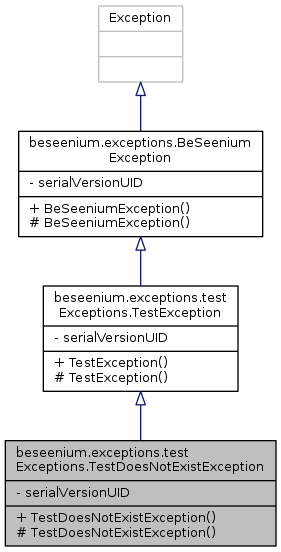 Exception
beseenium.exceptions.BeSeenium
Exception
- serialVersionUID
+ BeSeeniumException()
# BeSeeniumException()
beseenium.exceptions.test
Exceptions.TestException
- serialVersionUID
+ TestException()
# TestException()
beseenium.exceptions.test
Exceptions.TestDoesNotExistException
- serialVersionUID
+ TestDoesNotExistException()
# TestDoesNotExistException()